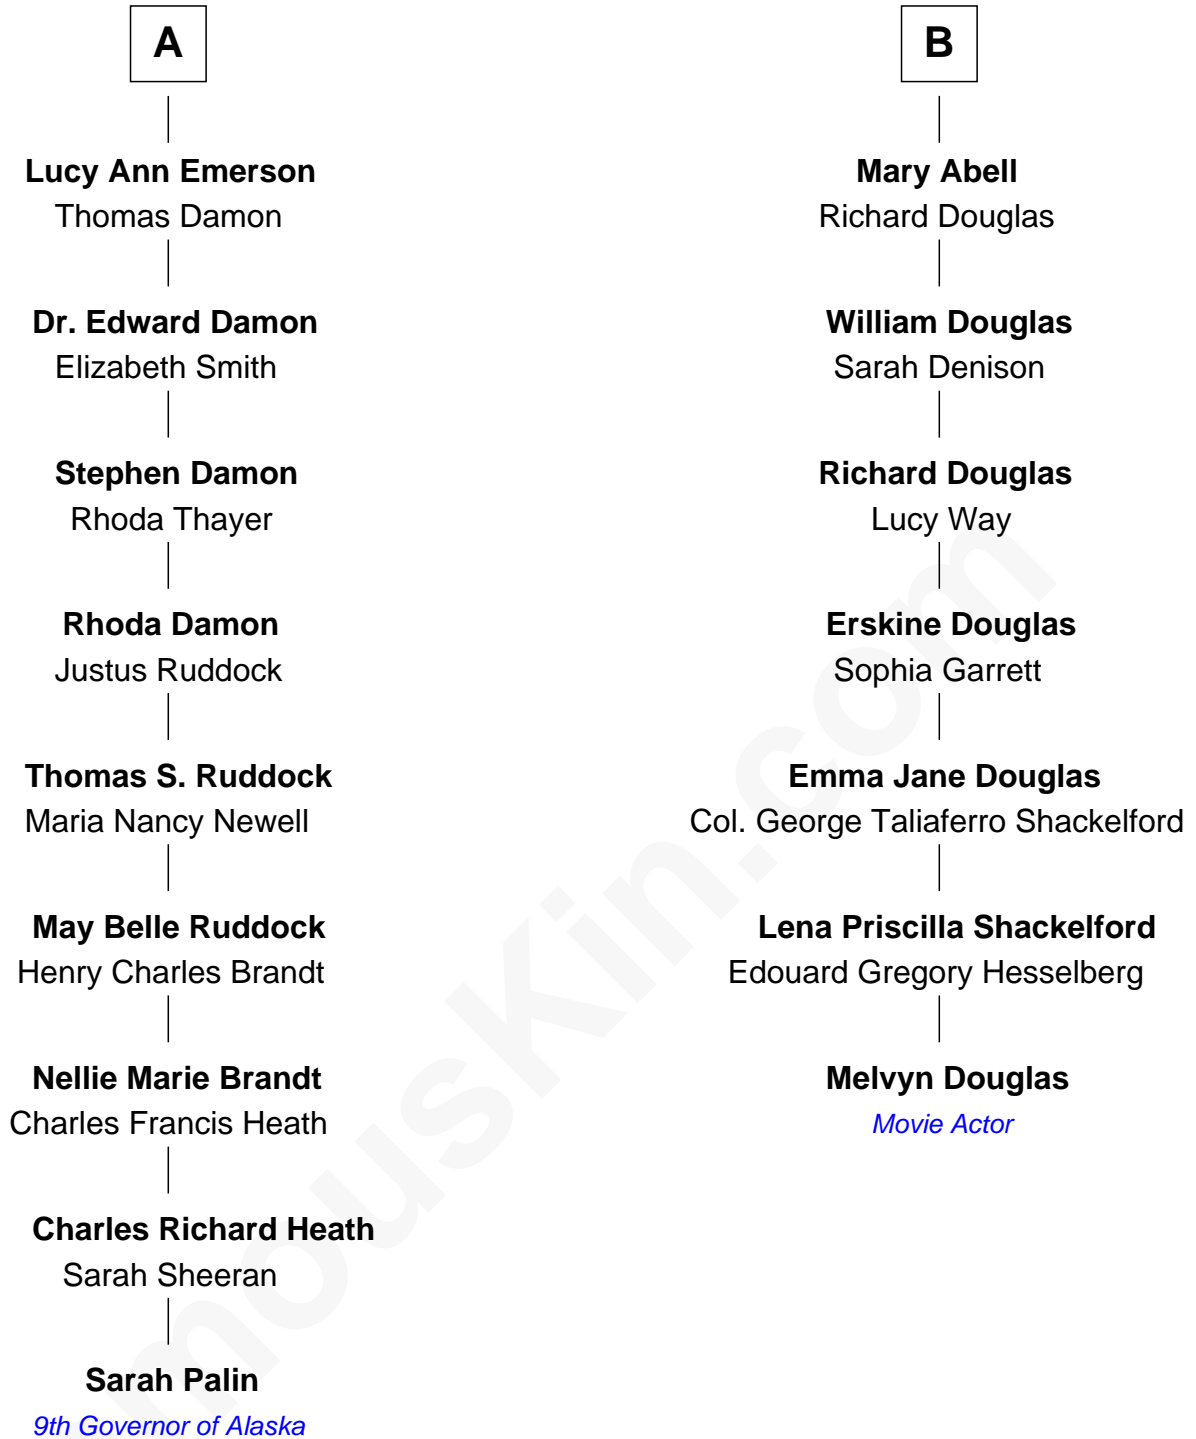 A
Lucy Ann Emerson
Thomas Damon
Dr. Edward Damon
Elizabeth Smith
Stephen Damon
Rhoda Thayer
Rhoda Damon
Justus Ruddock
Thomas S. Ruddock
Maria Nancy Newell
May Belle Ruddock
Henry Charles Brandt
Nellie Marie Brandt
Charles Francis Heath
Charles Richard Heath
Sarah Sheeran
Sarah Palin
9th Governor of Alaska
B
Mary Abell
Richard Douglas
William Douglas
Sarah Denison
Richard Douglas
Lucy Way
Erskine Douglas
Sophia Garrett
Emma Jane Douglas
Col. George Taliaferro Shackelford
Lena Priscilla Shackelford
Edouard Gregory Hesselberg
Melvyn Douglas
Movie Actor
mousKin.com